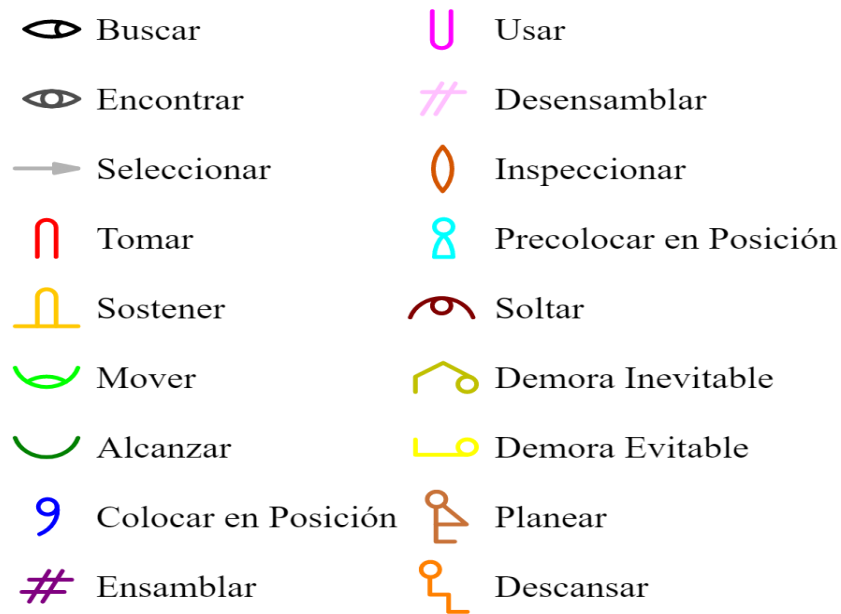 Buscar
Encontrar
Seleccionar
Tomar
Sostener
Mover
Alcanzar
Colocar en Posición
Ensamblar
Usar
Desensamblar
Inspeccionar
Precolocar en Posición
Soltar
Demora Inevitable
Demora Evitable
Planear
Descansar